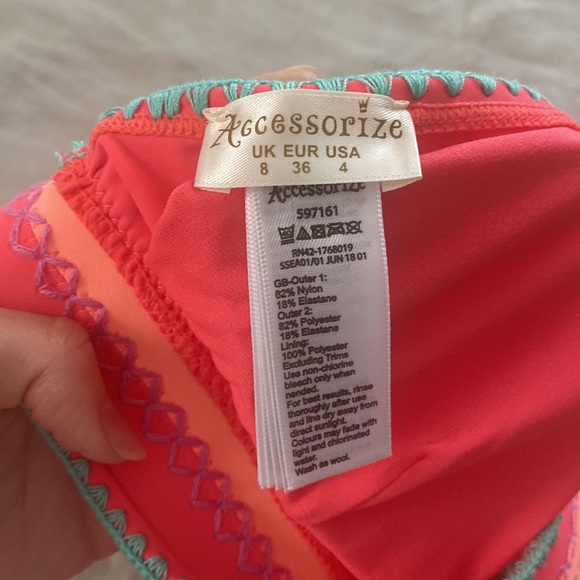 Accessorize
UK EUR USA
8 36 4
Accessorize
597161
RN42-1768019
SSEA01/01 JUN 18 01
GB-Outer 1:
82% Nylon
18% Elastane
Outer 2:
82% Polyester
18% Elastane
Lining:
100% Polyester
Excluding Trims
Use non-chlorine
bleach only when
needed.
For best results, rinse
thoroughly after use
and line dry away from
direct sunlight.
Colours may fade with
light and chlorinated
water.
Wash as wool.